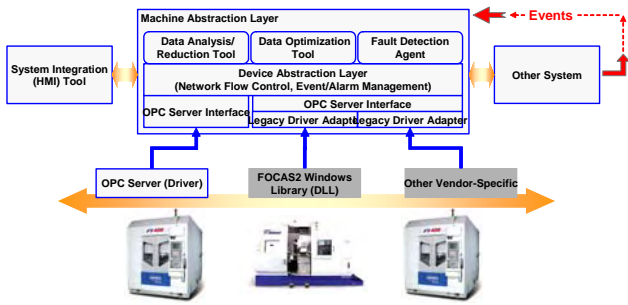 Machine Abstraction Layer
Events
Data Analysis/
Reduction Tool
Data Optimization
Tool
Fault Detection
Agent
System Integration
(HMI) Tool
Device Abstraction Layer
(Network Flow Control, Event/Alarm Management)
Other System
OPC Server Interface
OPC Server Interface
Legacy Driver Adapter
Legacy Driver Adapter
OPC Server (Driver)
FOCAS2 Windows
Library (DLL)
Other Vendor-Specific